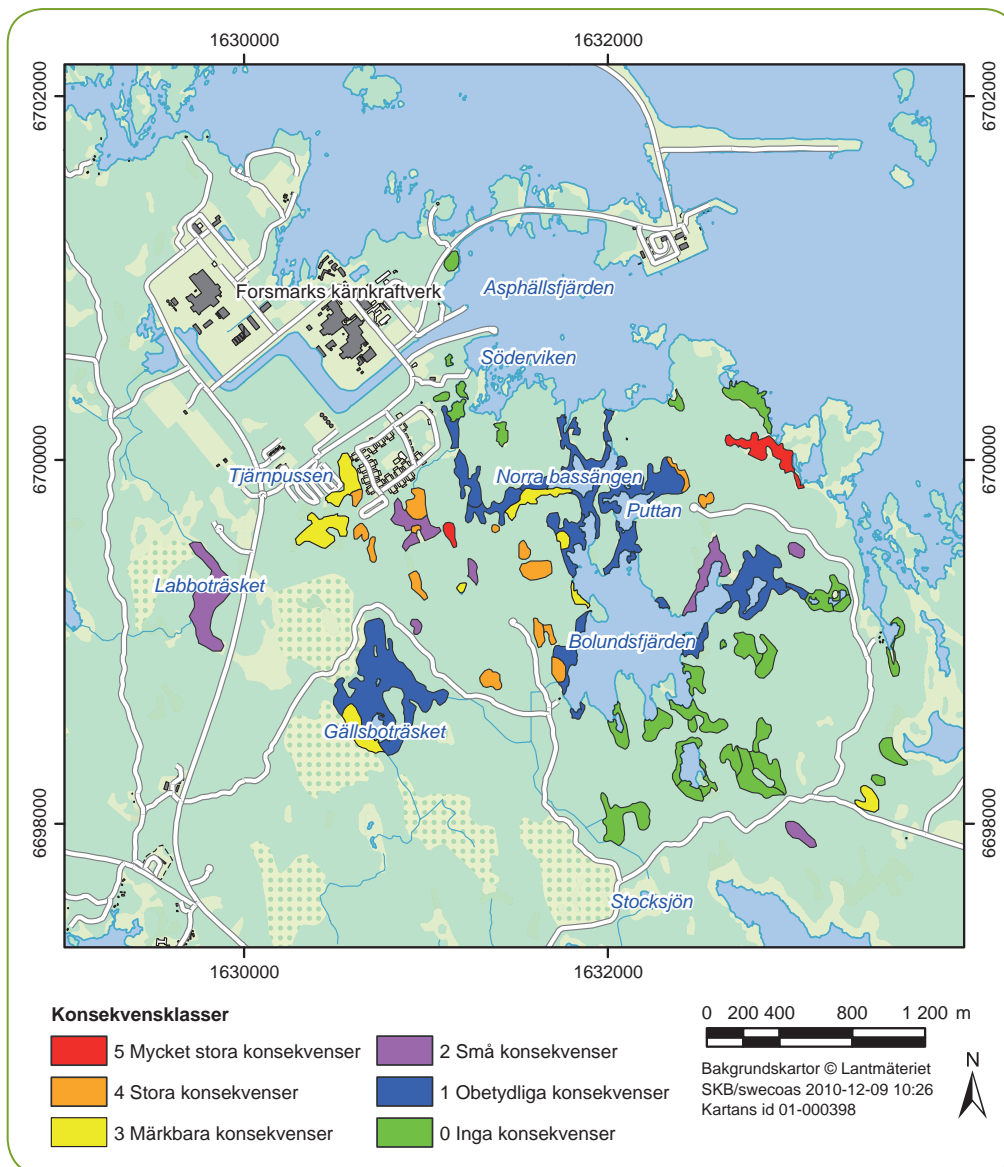 1630000
1632000
6702000
6702000
Asphällsfjärden
Forsmarks kärnkraftverk
Söderviken
6700000
6700000
Tjärnpussen
Norra bassängen
Puttan
Labboträsket
Bolundsfjärden
Gällsboträsket
6698000
6698000
Stocksjön
1630000
1632000
Konsekvensklasser
5 Mycket stora konsekvenser
4 Stora konsekvenser
3 Märkbara konsekvenser
2 Små konsekvenser
1 Obetydliga konsekvenser
0 Inga konsekvenser
0 200 400 800 1 200 m
Bakgrundskartor © Lantmäteriet
SKB/swecoas 2010-12-09 10:26
Kartans id 01-000398
N